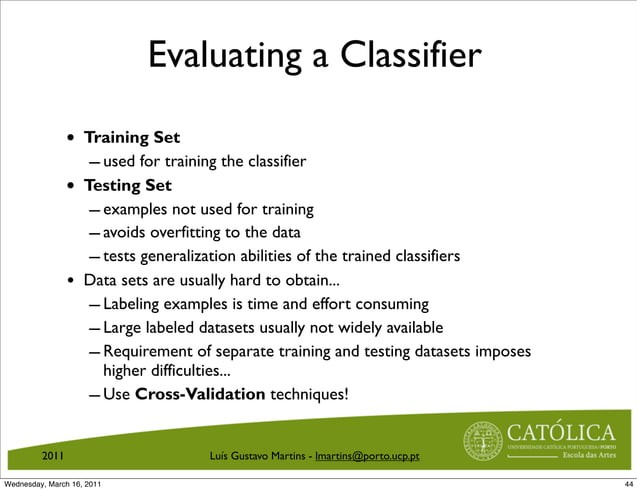 Evaluating a Classifier
• Training Set
– used for training the classifier
• Testing Set
– examples not used for training
– avoids overfitting to the data
– tests generalization abilities of the trained classifiers
• Data sets are usually hard to obtain...
– Labeling examples is time and effort consuming
– Large labeled datasets usually not widely available
– Requirement of separate training and testing datasets imposes
higher difficulties...
– Use Cross-Validation techniques!
CATÓLICA
UNIVERSIDADE CATÓLICA PORTUGUESA | PORTO
Escola das Artes
2011
Luís Gustavo Martins - lmartins@porto.ucp.pt
Wednesday, March 16, 2011
44